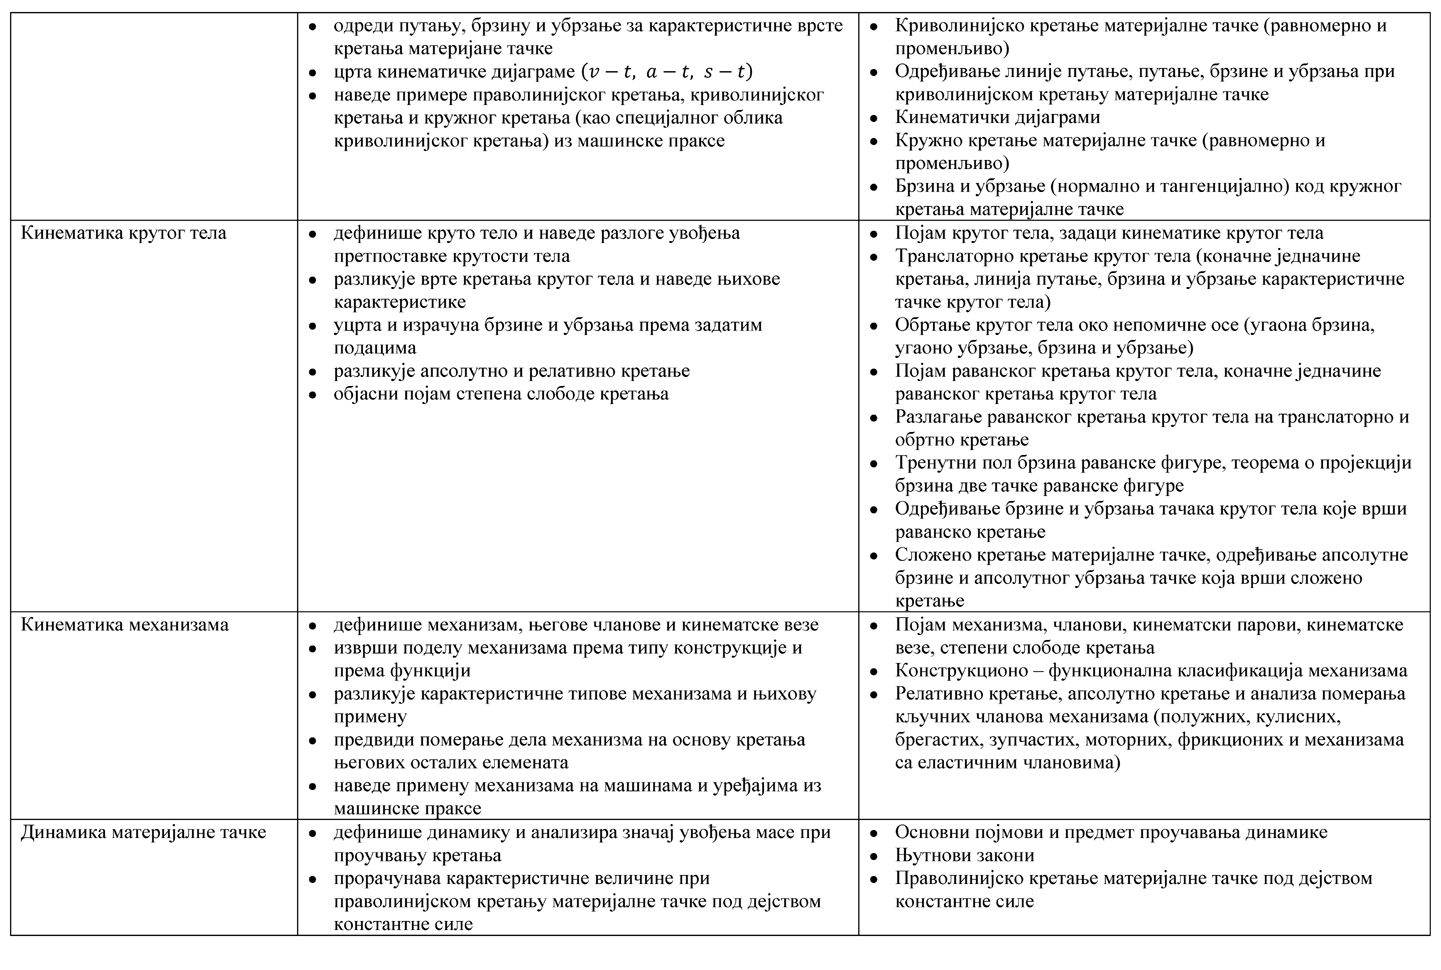 одреди путању, брзину и убрзање за карактеристичне врсте
кретања материјане тачке
црта кинематичке дијаграме (v − t, a − t, s − t)
наведе примере праволинијског кретања, криволинијског
кретања и кружног кретања (као специјалног облика
криволинијског кретања) из машинске праксе
Криволинијско кретање материјалне тачке (равномерно и
променљиво)
Одређивање линије путање, путање, брзине и убрзања при
криволинијском кретању материјалне тачке
Кинематички дијаграми
Кружно кретање материјалне тачке (равномерно и
променљиво)
Брзина и убрзање (нормално и тангенцијално) код кружног
кретања материјалне тачке
Кинематика крутог тела
дефинише круто тело и наведе разлоге увођења
претпоставке крутости тела
разликује врте кретања крутог тела и наведе њихове
карактеристике
уцрта и израчуна брзине и убрзања према задатим
подацима
разликује апсолутно и релативно кретање
објасни појам степена слободе кретања
Појам крутог тела, задаци кинематике крутог тела
Транслаторно кретање крутог тела (коначне једначине
кретања, линија путање, брзина и убрзање карактеристичне
тачке крутог тела)
Обртање крутог тела око непомичне осе (угаона брзина,
угаоно убрзање, брзина и убрзање)
Појам раванског кретања крутог тела, коначне једначине
раванског кретања крутог тела
Разлагање раванског кретања крутог тела на транслаторно и
обртно кретање
Тренутни пол брзина раванске фигуре, теорема о пројекцији
брзина две тачке раванске фигуре
Одређивање брзине и убрзања тачака крутог тела које врши
раванско кретање
Сложено кретање материјалне тачке, одређивање апсолутне
брзине и апсолутног убрзања тачке која врши сложено
кретање
Кинематика механизама
дефинише механизам, његове чланове и кинематске везе
изврши поделу механизама према типу конструкције и
према функцији
разликује карактеристичне типове механизама и њихову
примену
предвиди померање дела механизма на основу кретања
његових осталих елемената
наведе примену механизама на машинама и уређајима из
машинске праксе
Појам механизма, чланови, кинематски парови, кинематске
везе, степени слободе кретања
Конструкционо – функционална класификација механизама
Релативно кретање, апсолутно кретање и анализа померања
кључних чланова механизама (полужних, кулисних,
брегастих, зупчастих, моторних, фрикционих и механизама
са еластичним члановима)
Динамика материјалне тачке
дефинише динамику и анализира значај увођења масе при
проучвању кретања
прорачунава карактеристичне величине при
праволинијском кретању материјалне тачке под дејством
константне силе
Основни појмови и предмет проучавања динамике
Њутнови закони
Праволинијско кретање материјалне тачке под дејством
константне силе